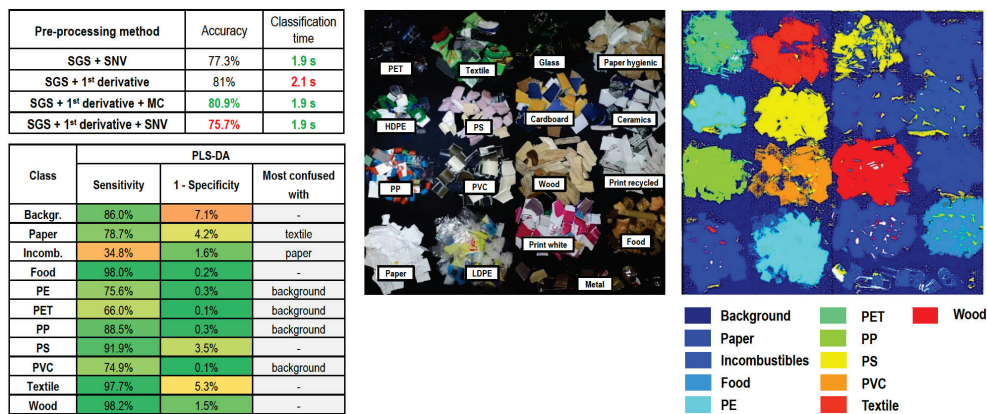 Pre-processing method Accuracy Classification time
SGS + SNV 77.3% 1.9 s
SGS + 1st derivative 81% 2.1 s
SGS + 1st derivative + MC 80.9% 1.9 s
SGS + 1st derivative + SNV 75.7% 1.9 s
PLS-DA
Class Sensitivity 1 - Specificity Most confused with
Backgr. 86.0% 7.1% -
Paper 78.7% 4.2% textile
Incomb. 34.8% 1.6% paper
Food 98.0% 0.2% -
PE 75.6% 0.3% background
PET 66.0% 0.1% background
PP 88.5% 0.3% background
PS 91.9% 3.5% -
PVC 74.9% 0.1% background
Textile 97.7% 5.3% -
Wood 98.2% 1.5% -
PET Textile Glass Paper hygienic
HDPE PS Cardboard Ceramics
PP PVC Wood Print recycled
Paper LDPE Print white Food
Metal
Background PET Wood
Paper PP
Incombustibles PS
Food PVC
PE Textile